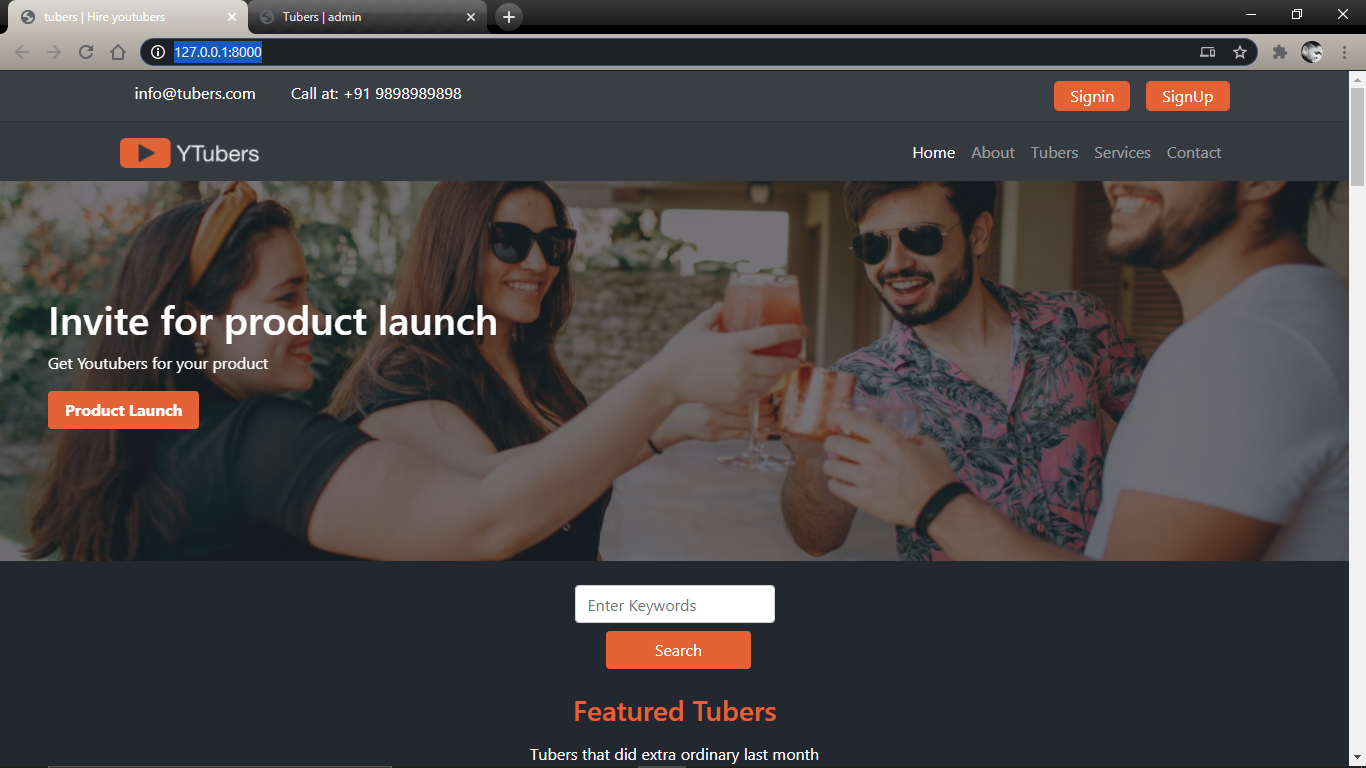 tubers | Hire youtubers
Tubers | admin
127.0.0.1:8000
info@tubers.com
Call at: +91 9898989898
Signin
SignUp
YTubers
Home
About
Tubers
Services
Contact
Invite for product launch
Get Youtubers for your product
Product Launch
Enter Keywords
Search
Featured Tubers
Tubers that did extra ordinary last month